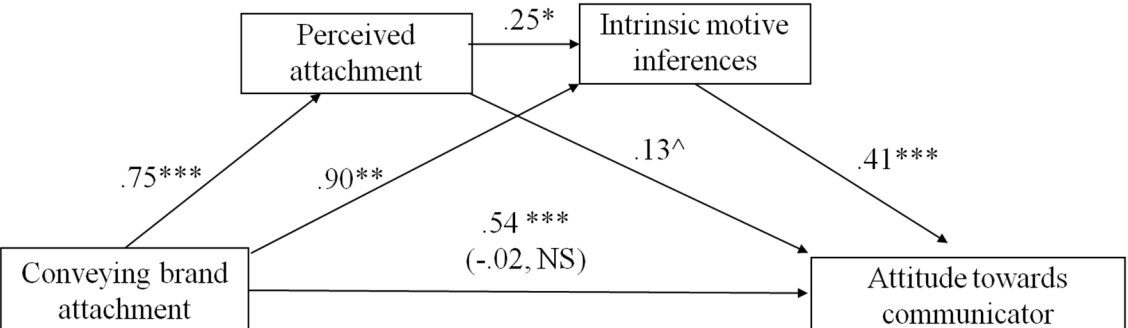 Perceived
attachment
.25*
Intrinsic motive
inferences
.75***
.90**
.13^
.41***
.54 ***
(-.02, NS)
Conveying brand
attachment
Attitude towards
communicator